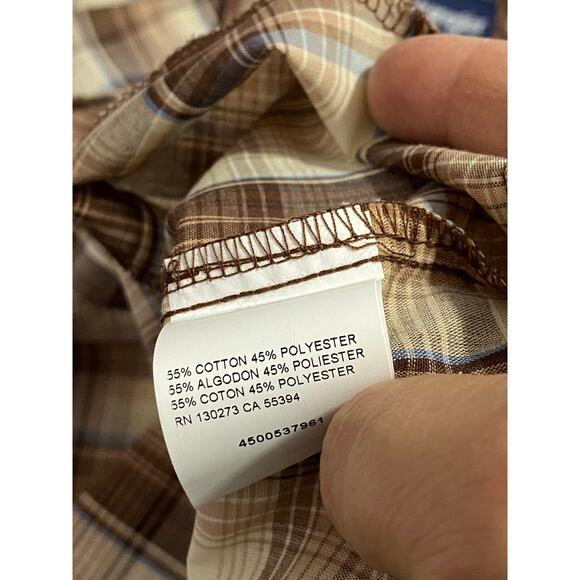 55% COTTON 45% POLYESTER
55% ALGODON 45% POLIESTER
55% COTON 45% POLYESTER
RN 130273 CA 55394
4500537961